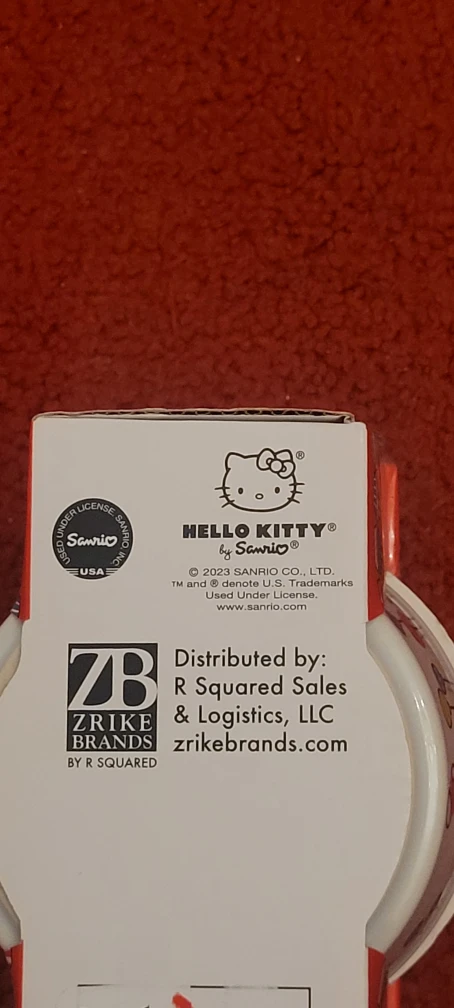 USED UNDER LICENSE. SANRIO INC.
Sanrio
USA
®
HELLO KITTY®
by Sanrio®
© 2023 SANRIO CO., LTD.
TM and ® denote U.S. Trademarks
Used Under License.
www.sanrio.com
ZB
ZRIKE
BRANDS
BY R SQUARED
Distributed by:
R Squared Sales
& Logistics, LLC
zrikebrands.com